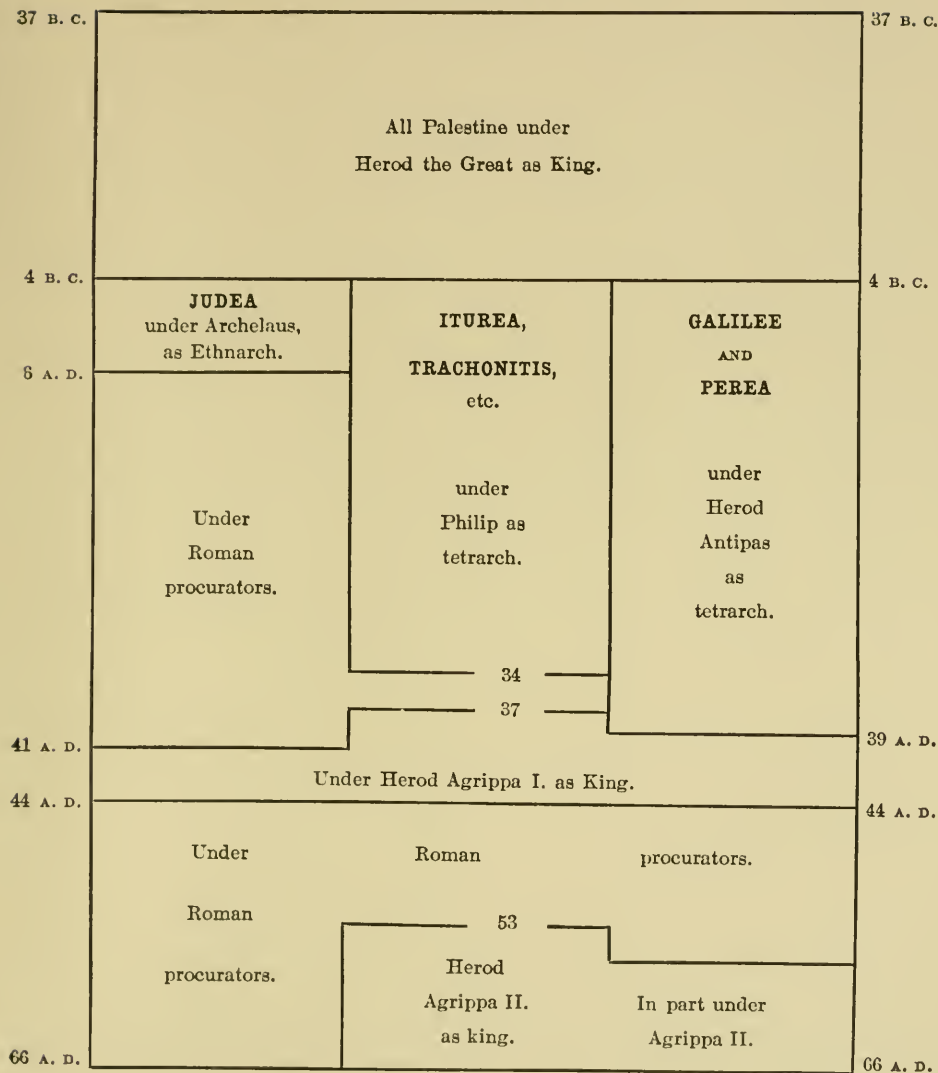 37 B. C.
37 B. C.
All Palestine under
Herod the Great as King.
4 B. C.
4 B. C.
JUDEA
under Archelaus,
as Ethnarch.
6 A. D.
Under
Roman
procurators.
ITUREA,
TRACHONITIS,
etc.
under
Philip as
tetrarch.
34
37
GALILEE
AND
PEREA
under
Herod
Antipas
as
tetrarch.
41 A. D.
39 A. D.
Under Herod Agrippa I. as King.
44 A. D.
44 A. D.
Under Roman procurators.
Roman
procurators.
53
Herod
Agrippa II.
as king.
In part under
Agrippa II.
66 A. D.
66 A. D.